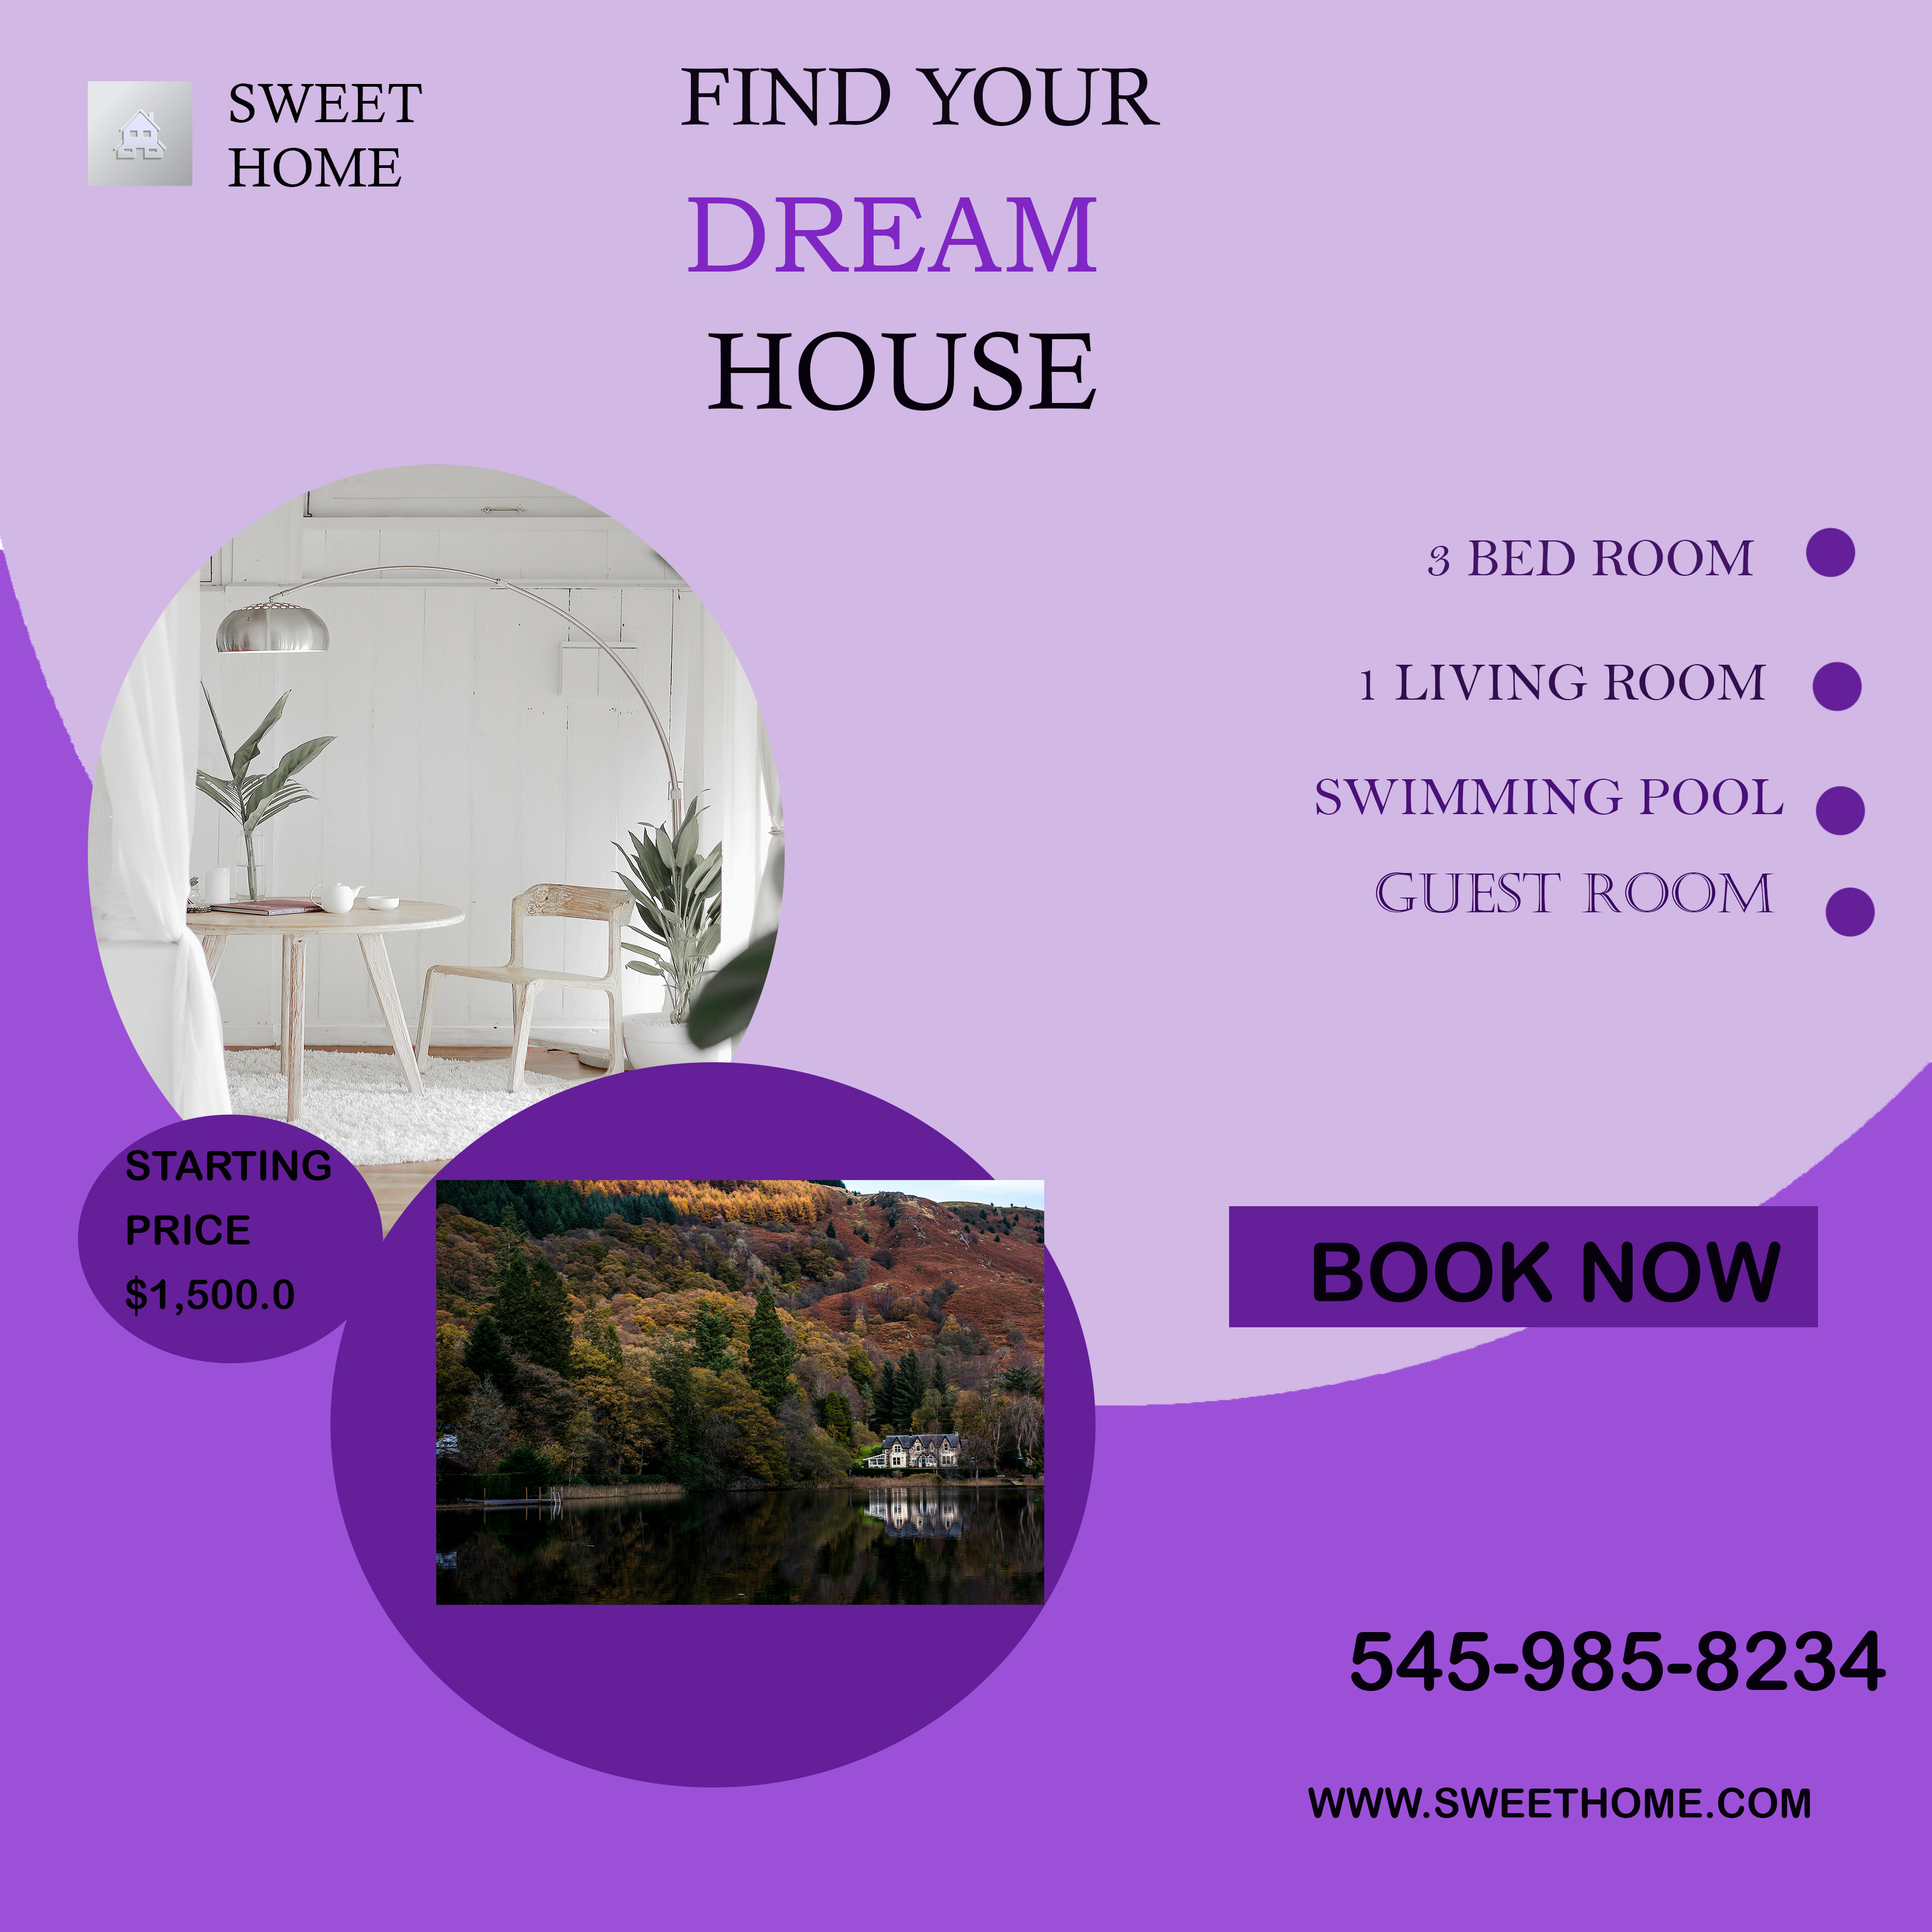 SWEET
HOME
FIND YOUR
DREAM
HOUSE
3 BED ROOM
1 LIVING ROOM
SWIMMING POOL
GUEST ROOM
STARTING
PRICE
$1,500.0
BOOK NOW
545-985-8234
WWW.SWEETHOME.COM